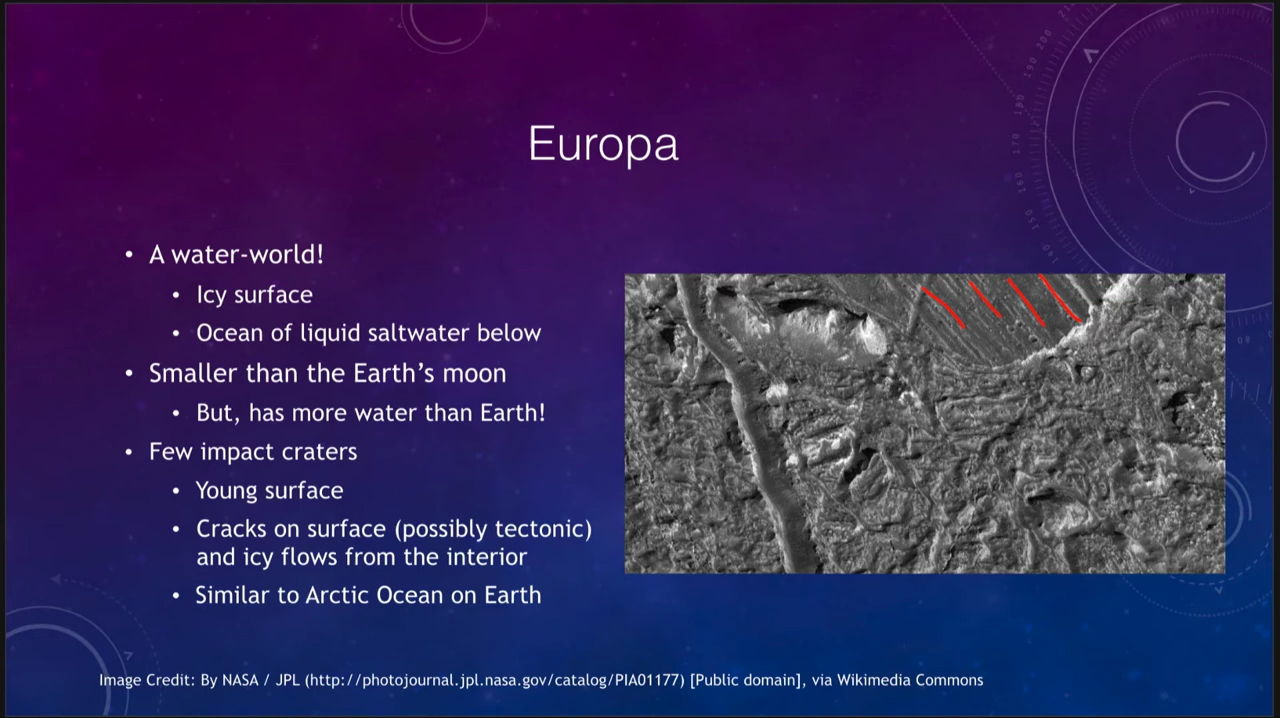 Europa
• A water-world!
• Icy surface
• Ocean of liquid saltwater below
• Smaller than the Earth’s moon
• But, has more water than Earth!
• Few impact craters
• Young surface
• Cracks on surface (possibly tectonic)
and icy flows from the interior
• Similar to Arctic Ocean on Earth
Image Credit: By NASA / JPL (http://photojournal.jpl.nasa.gov/catalog/PIA01177) [Public domain], via Wikimedia Commons